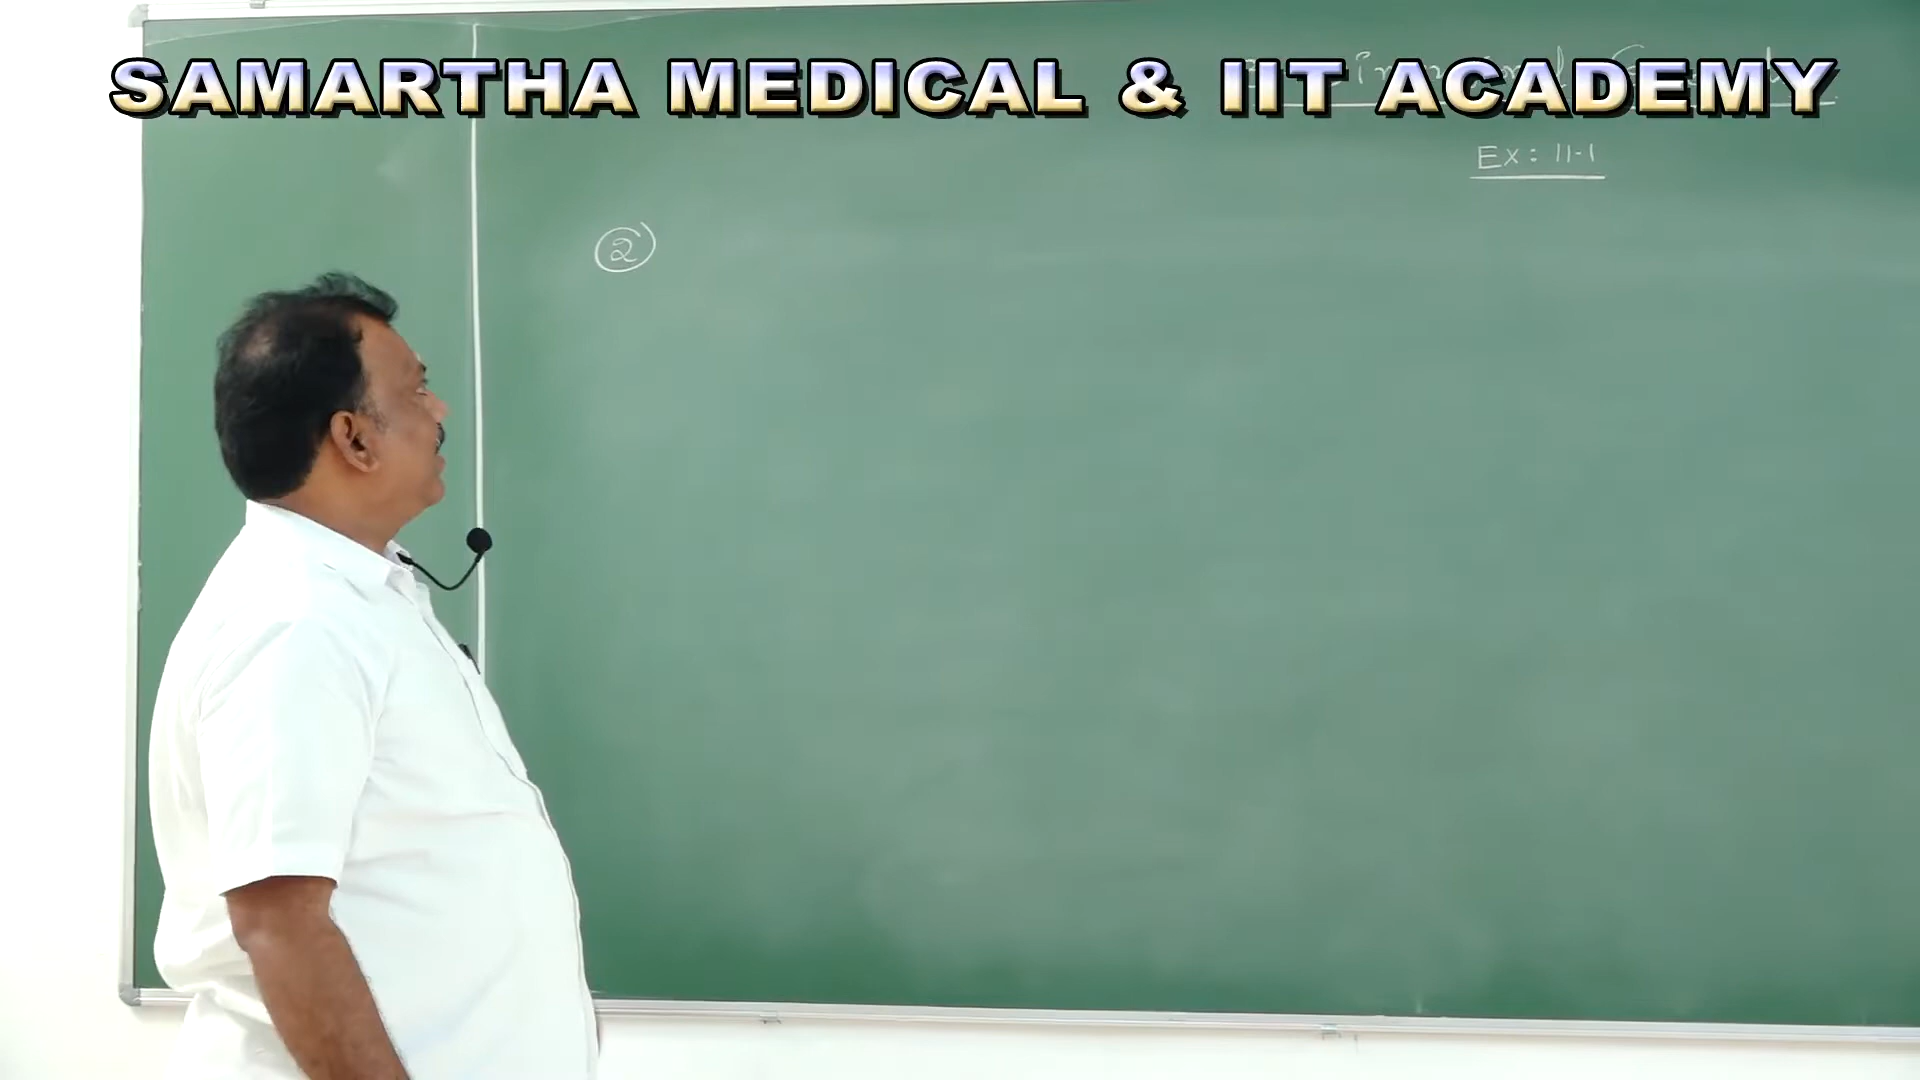 SAMARTHA MEDICAL & IIT ACADEMY
Ex: 11-1
2